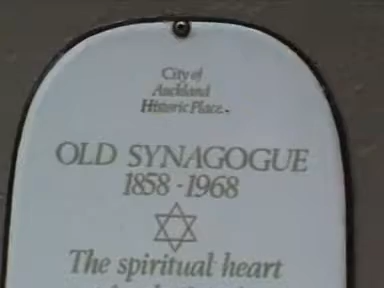 City of
Auckland
Historic Place.
OLD SYNAGOGUE
1858 - 1968
The spiritual heart